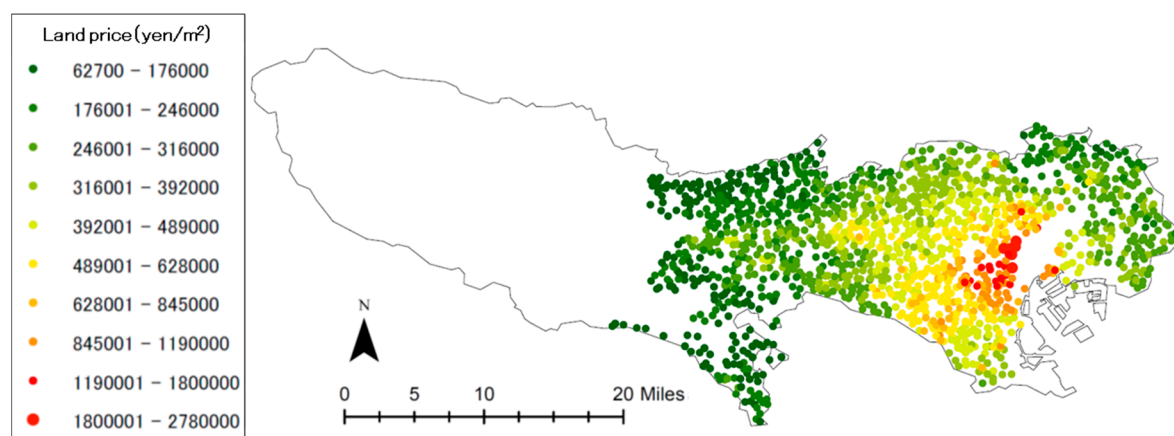 Land price(yen/m²)
62700 – 176000
176001 – 246000
246001 – 316000
316001 – 392000
392001 – 489000
489001 – 628000
628001 – 845000
845001 – 1190000
1190001 – 1800000
1800001 – 2780000
N
0 5 10 20 Miles